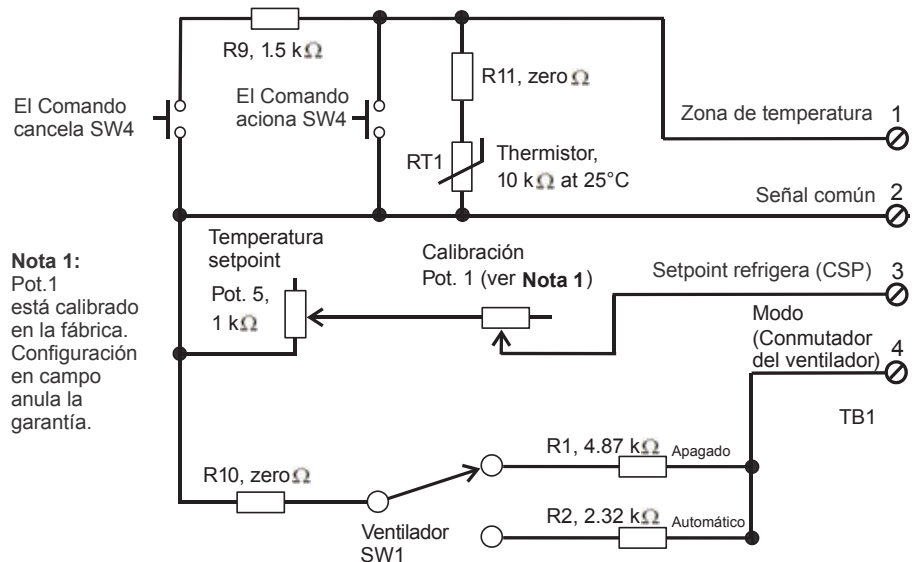 R9, 1.5 kΩ
R11, zero Ω
El Comando
cancela SW4
El Comando
aciona SW4
Zona de temperatura
1
RT1
Thermistor,
10 kΩ at 25°C
Señal común
2
Temperatura
setpoint
Calibración
Pot. 1 (ver Nota 1)
Setpoint refrigera (CSP)
3
Nota 1:
Pot.1
está calibrado
en la fábrica.
Configuración
en campo
anula la
garantía.
Pot. 5,
1 kΩ
Modo
(Conmutador
del ventilador)
4
TB1
R1, 4.87 kΩ Apagado
R10, zero Ω
R2, 2.32 kΩ Automático
Ventilador
SW1